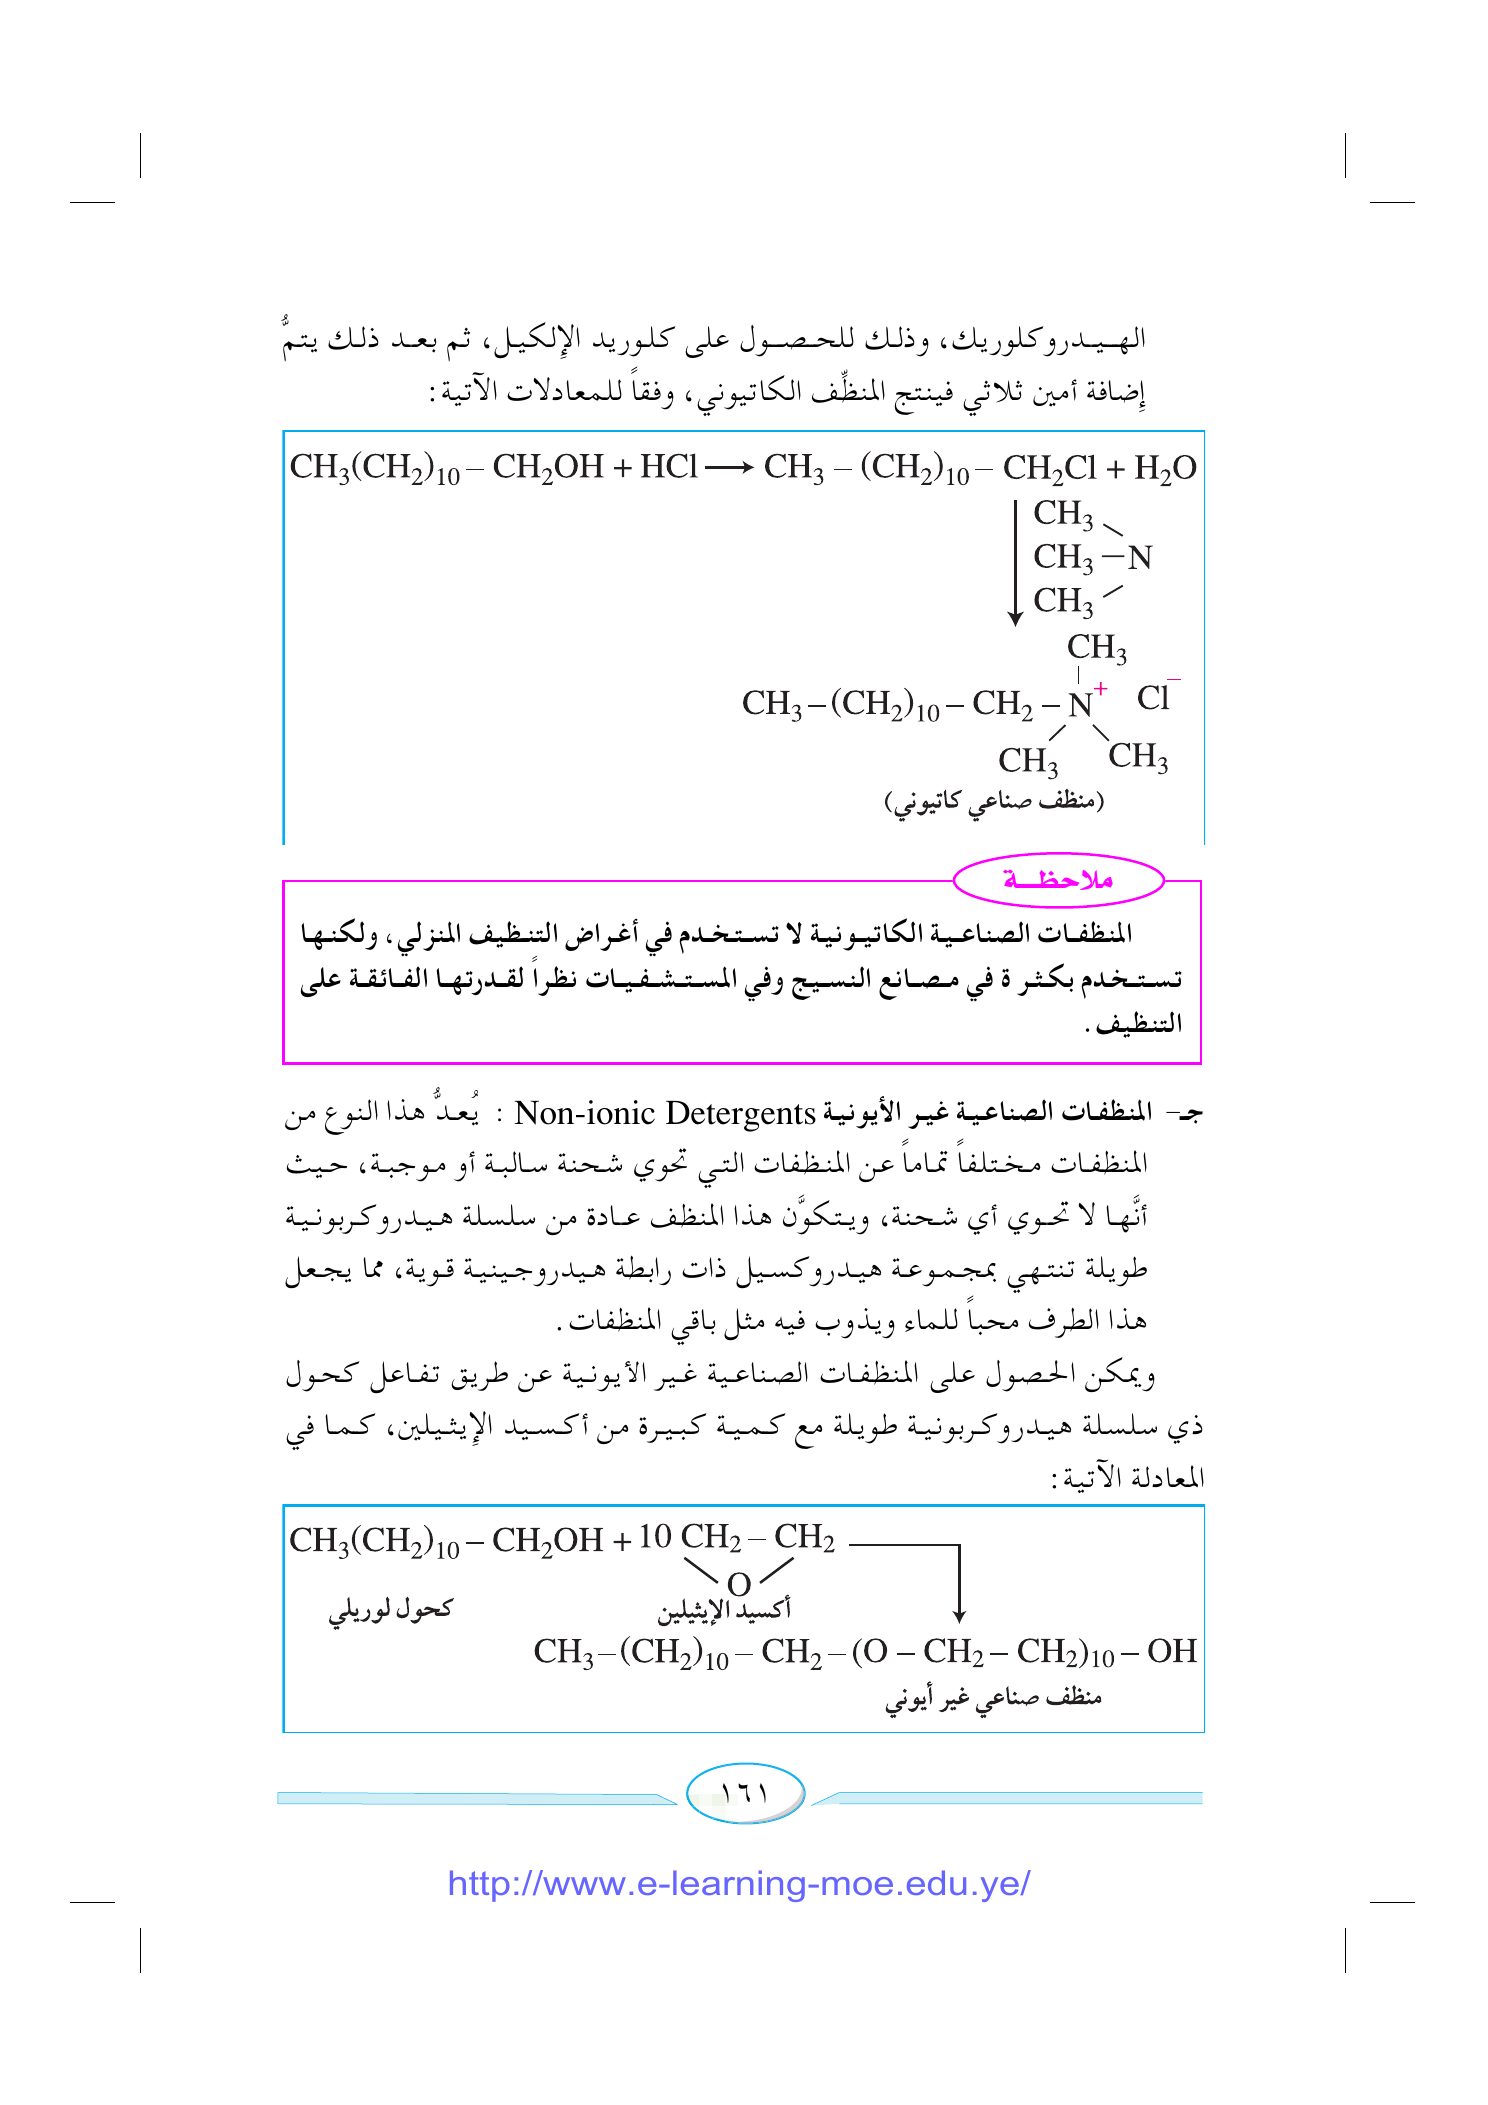 الهيدروكلوريك، وذلك للحصول على كلوريد الإلكيل، ثم بعد ذلك يتمُّ
إضافة أمين ثلاثي فينتج المنظِّف الكاتيوني، وفقاً للمعادلات الآتية:
CH₃(CH₂)₁₀ – CH₂OH + HCl ⟶ CH₃ – (CH₂)₁₀ – CH₂Cl + H₂O
CH₃
CH₃ – N
CH₃
CH₃
CH₃ – (CH₂)₁₀ – CH₂ – N⁺ Cl⁻
CH₃ CH₃
(منظف صناعي كاتيوني)
ملاحظة
المنظفات الصناعية الكاتيونية لا تستخدم في أغراض التنظيف المنزلي، ولكنها
تستخدم بكثر ة في مصانع النسيج وفي المستشفيات نظراً لقدرتها الفائقة على
التنظيف.
جـ- المنظفات الصناعية غير الأيونية Non-ionic Detergents : يُعدُّ هذا النوع من
المنظفات مختلفاً تماماً عن المنظفات التي تحوي شحنة سالبة أو موجبة، حيث
أنَّها لا تحوي أي شحنة، ويتكوَّن هذا المنظف عادة من سلسلة هيدروكربونية
طويلة تنتهي بمجموعة هيدروكسيل ذات رابطة هيدروجينية قوية، مما يجعل
هذا الطرف محباً للماء ويذوب فيه مثل باقي المنظفات.
ويمكن الحصول على المنظفات الصناعية غير الأيونية عن طريق تفاعل كحول
ذي سلسلة هيدروكربونية طويلة مع كمية كبيرة من أكسيد الإيثيلين، كما في
المعادلة الآتية:
CH₃(CH₂)₁₀ – CH₂OH + 10 CH₂ – CH₂
O
كحول لوريلي أكسيد الإيثيلين
CH₃ – (CH₂)₁₀ – CH₂ – (O – CH₂ – CH₂)₁₀ – OH
منظف صناعي غير أيوني
١٦١
http://www.e-learning-moe.edu.ye/